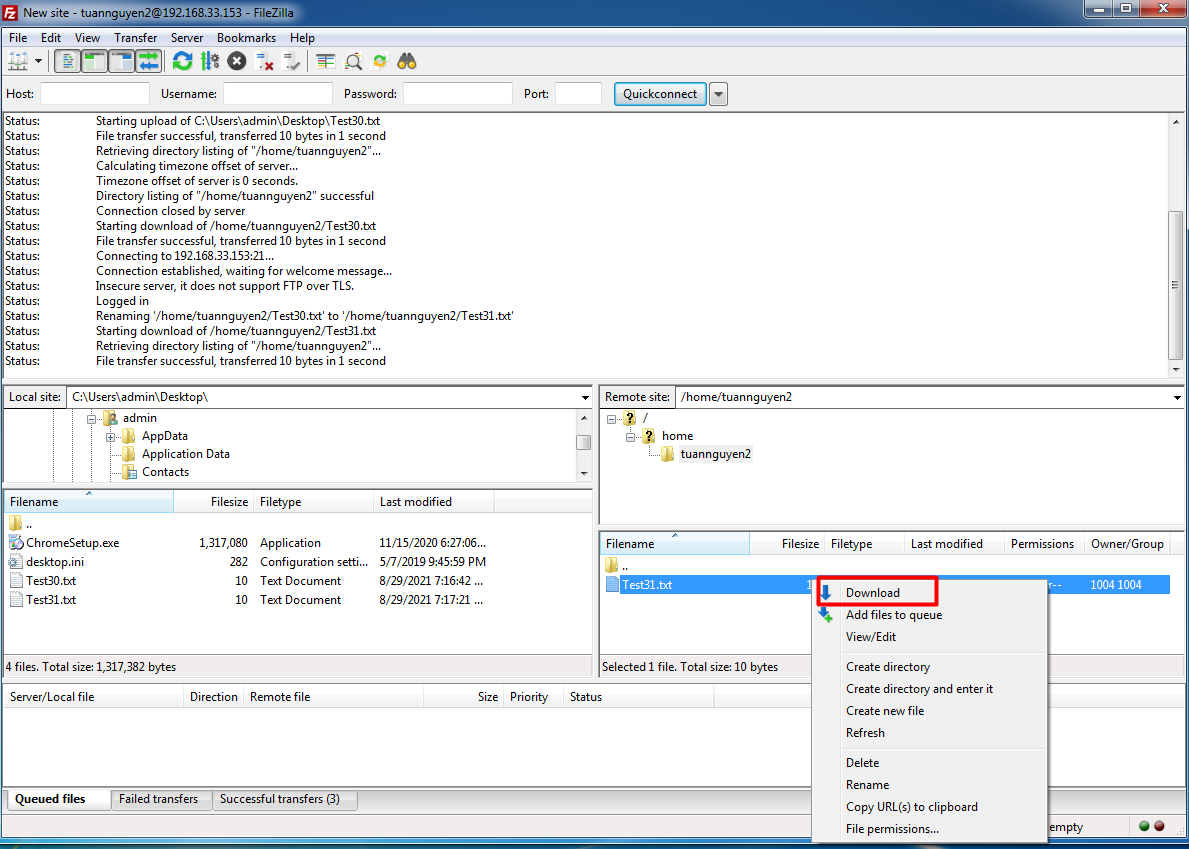 New site - tuannguyen2@192.168.33.153 - FileZilla
File Edit View Transfer Server Bookmarks Help
Host: Username: Password: Port: Quickconnect
Status: Starting upload of C:\Users\admin\Desktop\Test30.txt
Status: File transfer successful, transferred 10 bytes in 1 second
Status: Retrieving directory listing of "/home/tuannguyen2"...
Status: Calculating timezone offset of server...
Status: Timezone offset of server is 0 seconds.
Status: Directory listing of "/home/tuannguyen2" successful
Status: Connection closed by server
Status: Starting download of /home/tuannguyen2/Test30.txt
Status: File transfer successful, transferred 10 bytes in 1 second
Status: Connecting to 192.168.33.153:21...
Status: Connection established, waiting for welcome message...
Status: Insecure server, it does not support FTP over TLS.
Status: Logged in
Status: Renaming '/home/tuannguyen2/Test30.txt' to '/home/tuannguyen2/Test31.txt'
Status: Starting download of /home/tuannguyen2/Test31.txt
Status: Retrieving directory listing of "/home/tuannguyen2"...
Status: File transfer successful, transferred 10 bytes in 1 second
Local site: C:\Users\admin\Desktop\
admin
AppData
Application Data
Contacts
Filename Filesize Filetype Last modified
..
ChromeSetup.exe 1,317,080 Application 11/15/2020 6:27:06...
desktop.ini 282 Configuration setti... 5/7/2019 9:45:59 PM
Test30.txt 10 Text Document 8/29/2021 7:16:42 ...
Test31.txt 10 Text Document 8/29/2021 7:17:21 ...
4 files. Total size: 1,317,382 bytes
Remote site: /home/tuannguyen2
/
home
tuannguyen2
Filename Filesize Filetype Last modified Permissions Owner/Group
..
Test31.txt 1 r-- 1004 1004
Selected 1 file. Total size: 10 bytes
Download
Add files to queue
View/Edit
Create directory
Create directory and enter it
Create new file
Refresh
Delete
Rename
Copy URL(s) to clipboard
File permissions...
Server/Local file Direction Remote file Size Priority Status
Queued files Failed transfers Successful transfers (3)
empty